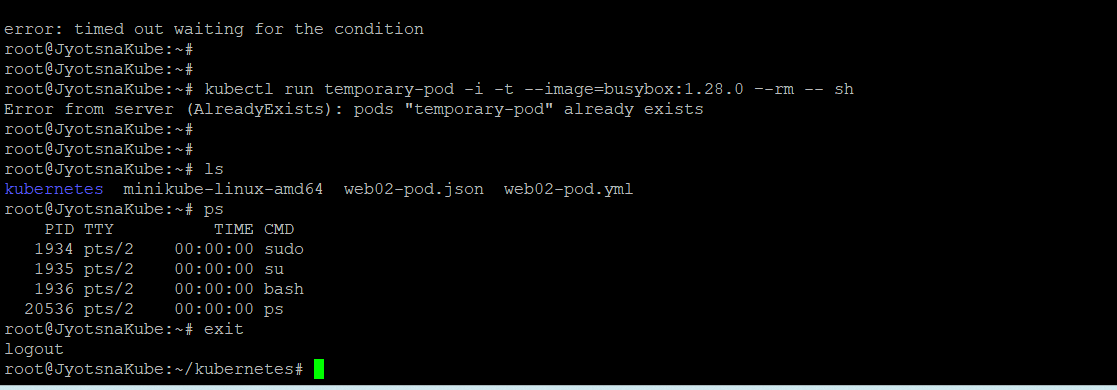 error: timed out waiting for the condition
root@JyotsnaKube:~#
root@JyotsnaKube:~#
root@JyotsnaKube:~# kubectl run temporary-pod -i -t --image=busybox:1.28.0 --rm -- sh
Error from server (AlreadyExists): pods "temporary-pod" already exists
root@JyotsnaKube:~#
root@JyotsnaKube:~#
root@JyotsnaKube:~# ls
kubernetes  minikube-linux-amd64  web02-pod.json  web02-pod.yml
root@JyotsnaKube:~# ps
    PID TTY          TIME CMD
   1934 pts/2    00:00:00 sudo
   1935 pts/2    00:00:00 su
   1936 pts/2    00:00:00 bash
  20536 pts/2    00:00:00 ps
root@JyotsnaKube:~# exit
logout
root@JyotsnaKube:~/kubernetes#